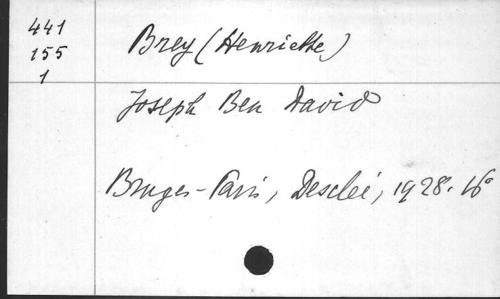 441
155
1
Brey (Henriette)
Joseph Ben David
Bruges-Paris, Desclée, 1928. 16°